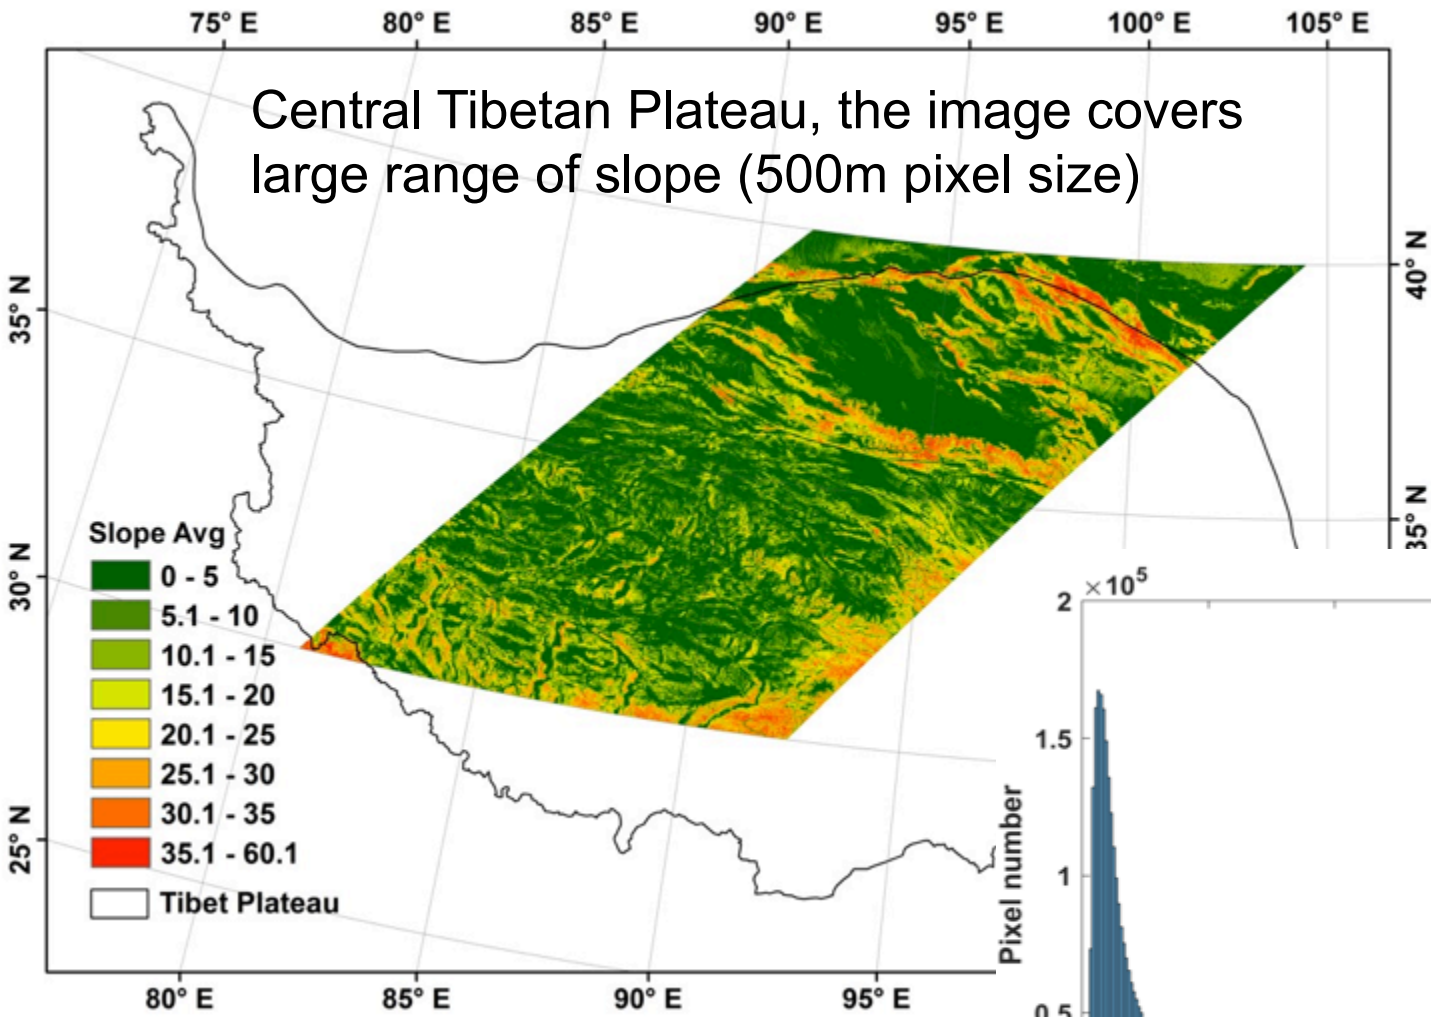 75° E 80° E 85° E 90° E 95° E 100° E 105° E
Central Tibetan Plateau, the image covers
large range of slope (500m pixel size)
40° N
35° N
35° N
30° N
25° N
Slope Avg
0 - 5
5.1 - 10
10.1 - 15
15.1 - 20
20.1 - 25
25.1 - 30
30.1 - 35
35.1 - 60.1
Tibet Plateau
80° E 85° E 90° E 95° E
×10⁵
2
1.5
1
0.5
Pixel number